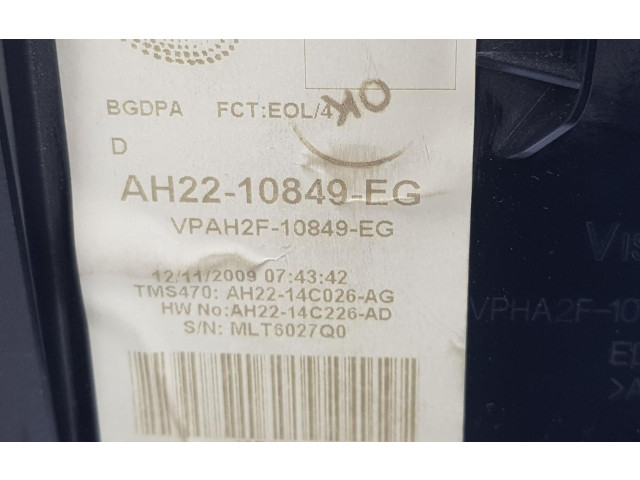 BGDPA FCT:EOL/4
OK
D
AH22-10849-EG
VPAH2F-10849-EG
12/11/2009 07:43:42
TMS470: AH22-14C026-AG
HW No:AH22-14C226-AD
S/N: MLT6027Q0
VPHA2F-10